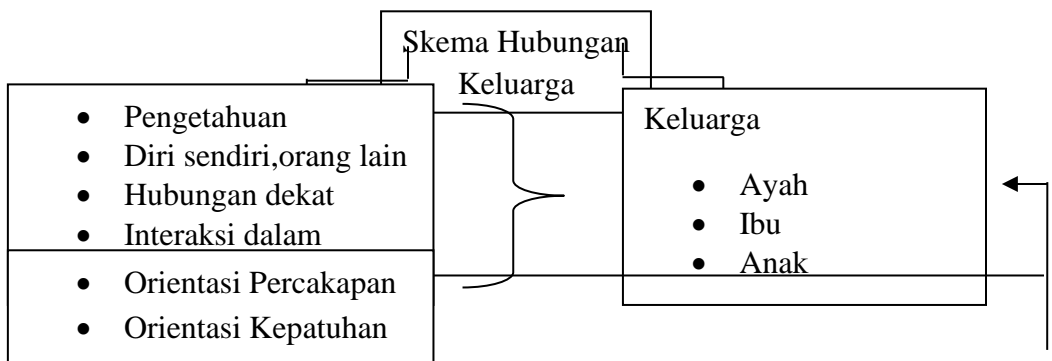 Skema Hubungan
Keluarga
• Pengetahuan
• Diri sendiri,orang lain
• Hubungan dekat
• Interaksi dalam
• Orientasi Percakapan
• Orientasi Kepatuhan
Keluarga
• Ayah
• Ibu
• Anak